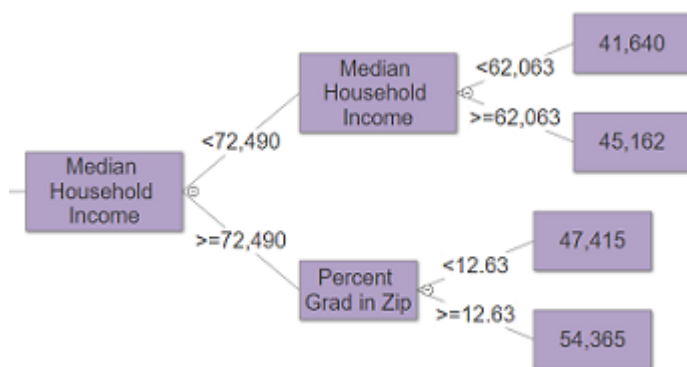 Median
Household
Income
<72,490
>=72,490
Median
Household
Income
<62,063
>=62,063
41,640
45,162
Percent
Grad in Zip
<12.63
>=12.63
47,415
54,365